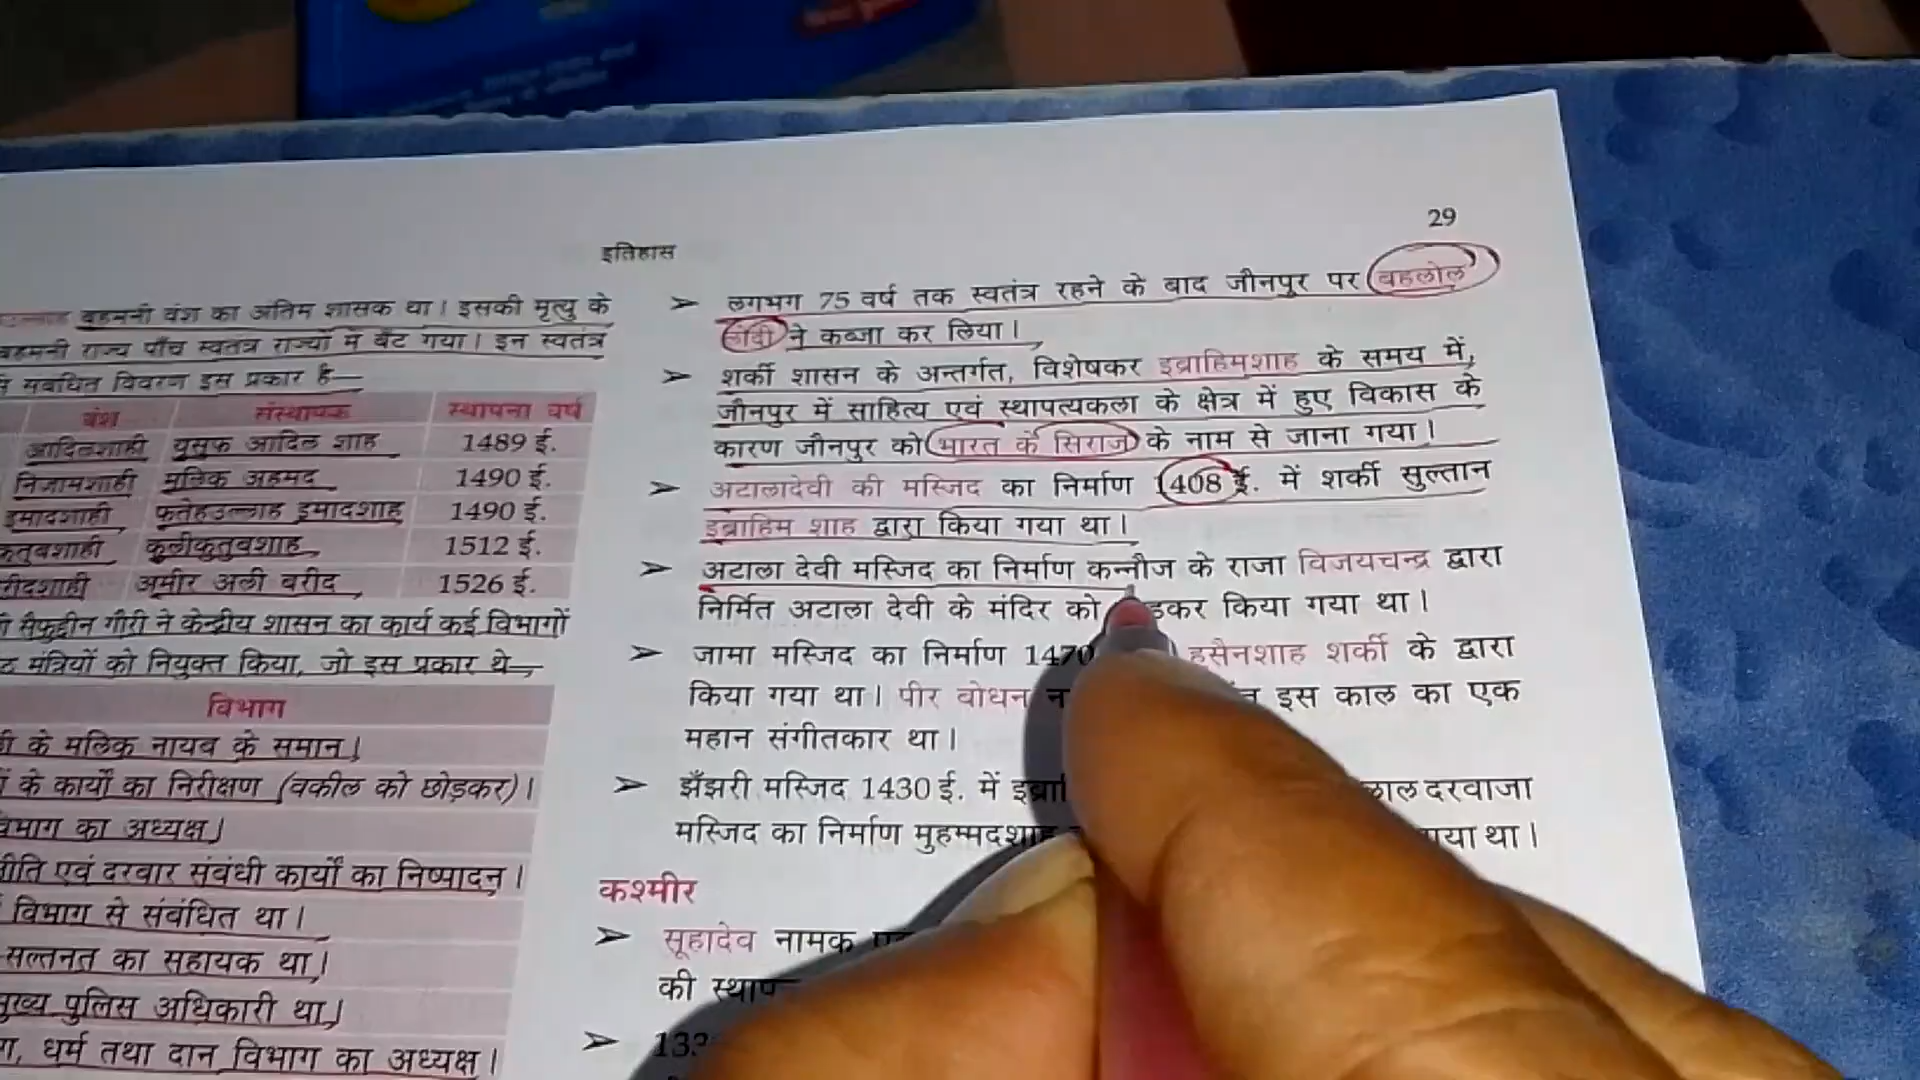 29
इतिहास
बहमनी वंश का अंतिम शासक था। इसकी मृत्यु के
बहमनी राज्य पाँच स्वतंत्र राज्यों में बँट गया। इन स्वतंत्र
संबंधित विवरण इस प्रकार है—
वंश संस्थापक स्थापना वर्ष
आदिलशाही युसुफ आदिल शाह 1489 ई.
निजामशाही मलिक अहमद 1490 ई.
इमादशाही फतेहउल्लाह इमादशाह 1490 ई.
कुतुबशाही कुलीकुतुबशाह 1512 ई.
अमीर अली बरीद 1526 ई.
सैफुद्दीन गौरी ने केन्द्रीय शासन का कार्य कई विभागों
मंत्रियों को नियुक्त किया, जो इस प्रकार थे—
विभाग
के मलिक नायब के समान।
के कार्यों का निरीक्षण (वकील को छोड़कर)।
विभाग का अध्यक्ष।
एवं दरबार संबंधी कार्यों का निष्पादन।
विभाग से संबंधित था।
सल्तनत का सहायक था।
मुख्य पुलिस अधिकारी था।
धर्म तथा दान विभाग का अध्यक्ष।
➢ लगभग 75 वर्ष तक स्वतंत्र रहने के बाद जौनपुर पर बहलोल
लोदी ने कब्जा कर लिया।
➢ शर्की शासन के अन्तर्गत, विशेषकर इब्राहिमशाह के समय में,
जौनपुर में साहित्य एवं स्थापत्यकला के क्षेत्र में हुए विकास के
कारण जौनपुर को भारत के सिराज के नाम से जाना गया।
➢ अटालादेवी की मस्जिद का निर्माण 1408 ई. में शर्की सुल्तान
इब्राहिम शाह द्वारा किया गया था।
➢ अटाला देवी मस्जिद का निर्माण कन्नौज के राजा विजयचन्द्र द्वारा
निर्मित अटाला देवी के मंदिर को किया गया था।
➢ जामा मस्जिद का निर्माण 1470 हुसैनशाह शर्की के द्वारा
किया गया था। पीर बोधन इस काल का एक
महान संगीतकार था।
➢ झँझरी मस्जिद 1430 ई. में लाल दरवाजा
मस्जिद का निर्माण मुहम्मदशाह गया था।
कश्मीर
➢ सूहादेव नामक
की
➢